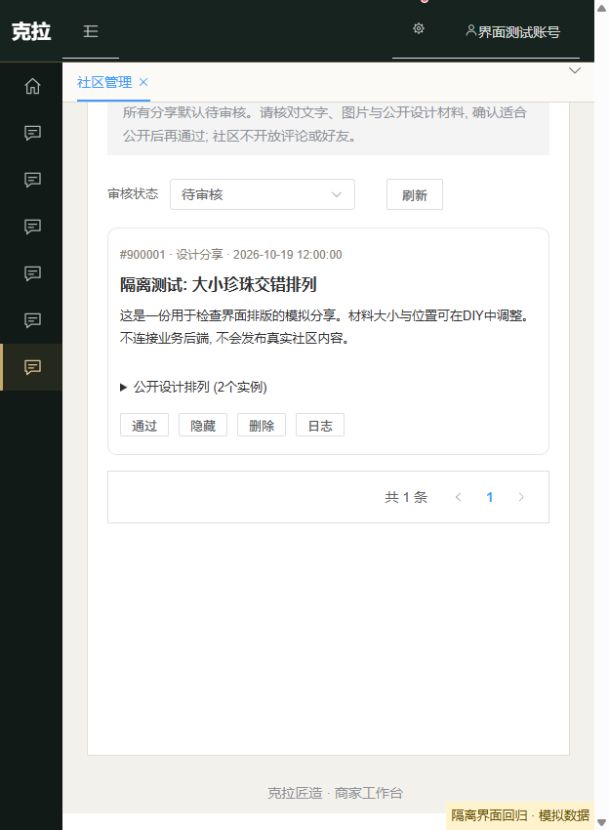 克拉
界面测试账号
社区管理 ×
所有分享默认待审核。请核对文字、图片与公开设计材料, 确认适合
公开后再通过; 社区不开放评论或好友。
审核状态 待审核 刷新
#900001 · 设计分享 · 2026-10-19 12:00:00
隔离测试: 大小珍珠交错排列
这是一份用于检查界面排版的模拟分享。材料大小与位置可在DIY中调整。
不连接业务后端, 不会发布真实社区内容。
▶ 公开设计排列 (2个实例)
通过 隐藏 删除 日志
共 1 条 < 1 >
克拉匠造 · 商家工作台
隔离界面回归 · 模拟数据